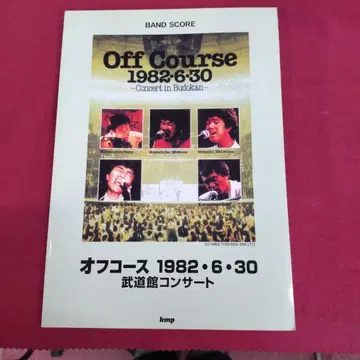 BAND SCORE
Off Course
1982・6・30
~Concert in Budokan~
オフコース 1982・6・30
武道館コンサート
kmp